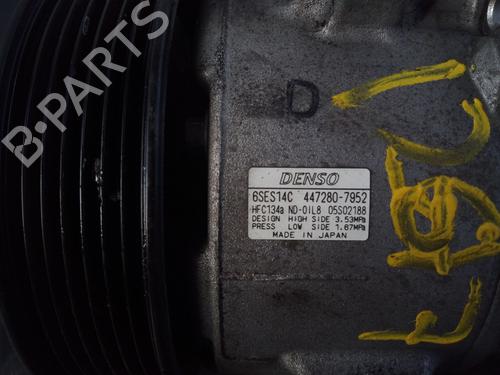 B-PARTS
D
DENSO
6SES14C 447280-7952
HFC134a ND-OIL8 05S02188
DESIGN HIGH SIDE 3.53MPa
PRESS LOW SIDE 1.67MPa
MADE IN JAPAN